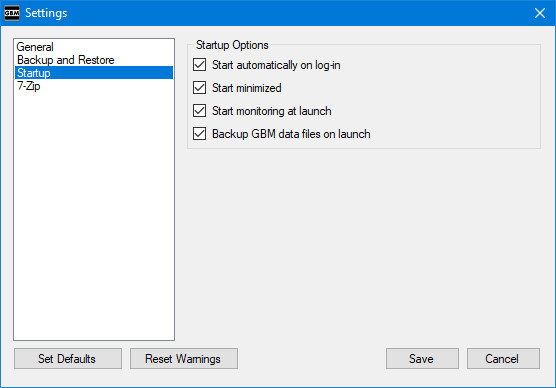 GBM Settings
General
Backup and Restore
Startup
7-Zip
Startup Options
Start automatically on log-in
Start minimized
Start monitoring at launch
Backup GBM data files on launch
Set Defaults
Reset Warnings
Save
Cancel